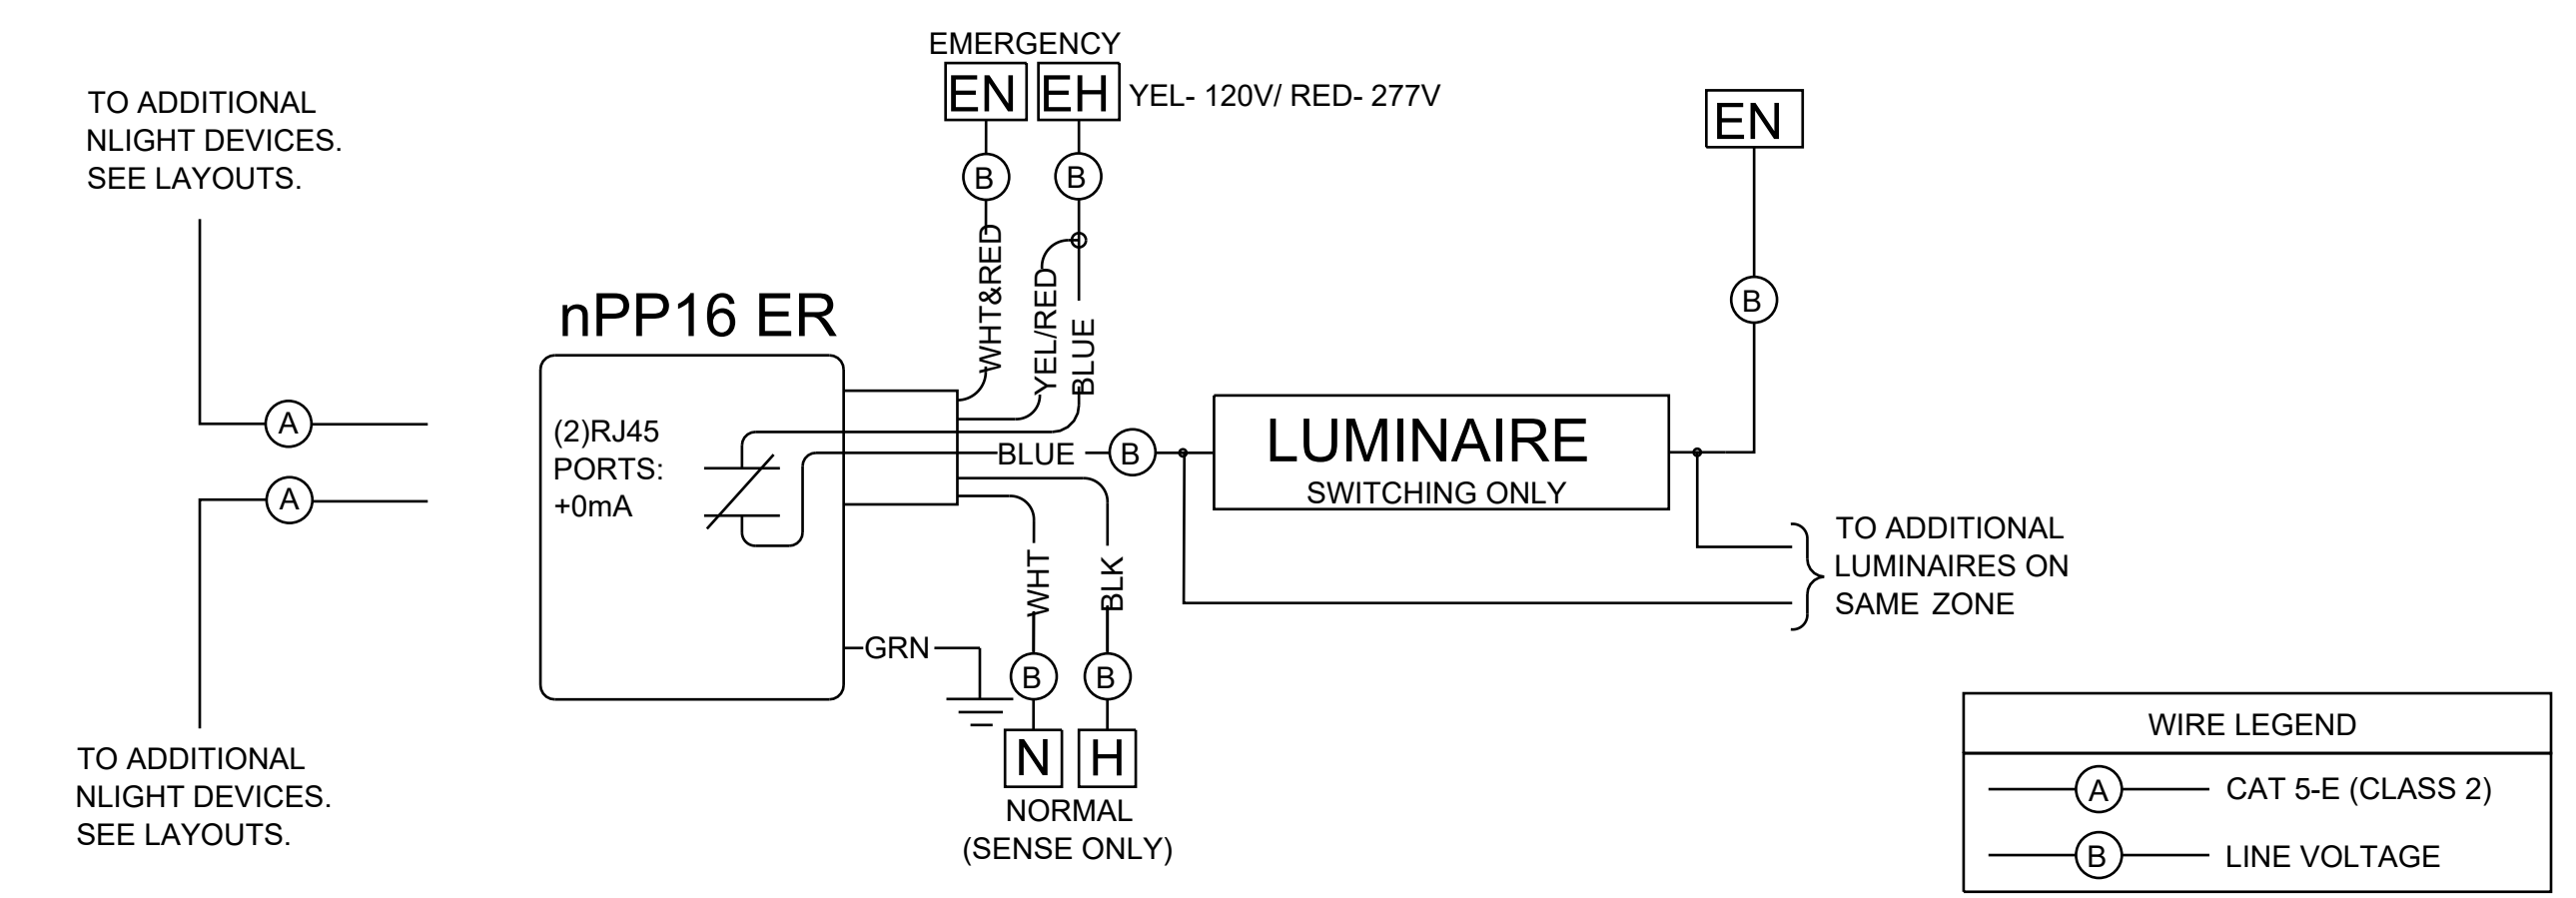 EMERGENCY
EN EH YEL- 120V/ RED- 277V
TO ADDITIONAL
NLIGHT DEVICES.
SEE LAYOUTS.
EN
B B
WHT&RED
YEL/RED
BLUE
B
nPP16 ER
(2)RJ45
PORTS:
+0mA
A
A
BLUE B
LUMINAIRE
SWITCHING ONLY
TO ADDITIONAL
LUMINAIRES ON
SAME ZONE
WHT
BLK
GRN
B B
N H
NORMAL
(SENSE ONLY)
TO ADDITIONAL
NLIGHT DEVICES.
SEE LAYOUTS.
WIRE LEGEND
A CAT 5-E (CLASS 2)
B LINE VOLTAGE